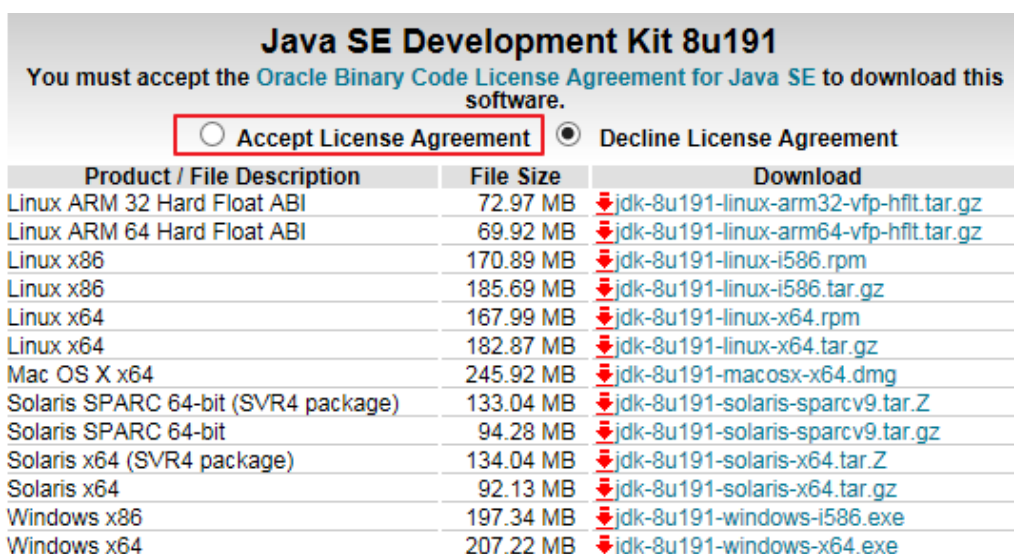 Java SE Development Kit 8u191
You must accept the Oracle Binary Code License Agreement for Java SE to download this
software.
Accept License Agreement Decline License Agreement
Product / File Description File Size Download
Linux ARM 32 Hard Float ABI 72.97 MB jdk-8u191-linux-arm32-vfp-hflt.tar.gz
Linux ARM 64 Hard Float ABI 69.92 MB jdk-8u191-linux-arm64-vfp-hflt.tar.gz
Linux x86 170.89 MB jdk-8u191-linux-i586.rpm
Linux x86 185.69 MB jdk-8u191-linux-i586.tar.gz
Linux x64 167.99 MB jdk-8u191-linux-x64.rpm
Linux x64 182.87 MB jdk-8u191-linux-x64.tar.gz
Mac OS X x64 245.92 MB jdk-8u191-macosx-x64.dmg
Solaris SPARC 64-bit (SVR4 package) 133.04 MB jdk-8u191-solaris-sparcv9.tar.Z
Solaris SPARC 64-bit 94.28 MB jdk-8u191-solaris-sparcv9.tar.gz
Solaris x64 (SVR4 package) 134.04 MB jdk-8u191-solaris-x64.tar.Z
Solaris x64 92.13 MB jdk-8u191-solaris-x64.tar.gz
Windows x86 197.34 MB jdk-8u191-windows-i586.exe
Windows x64 207.22 MB jdk-8u191-windows-x64.exe